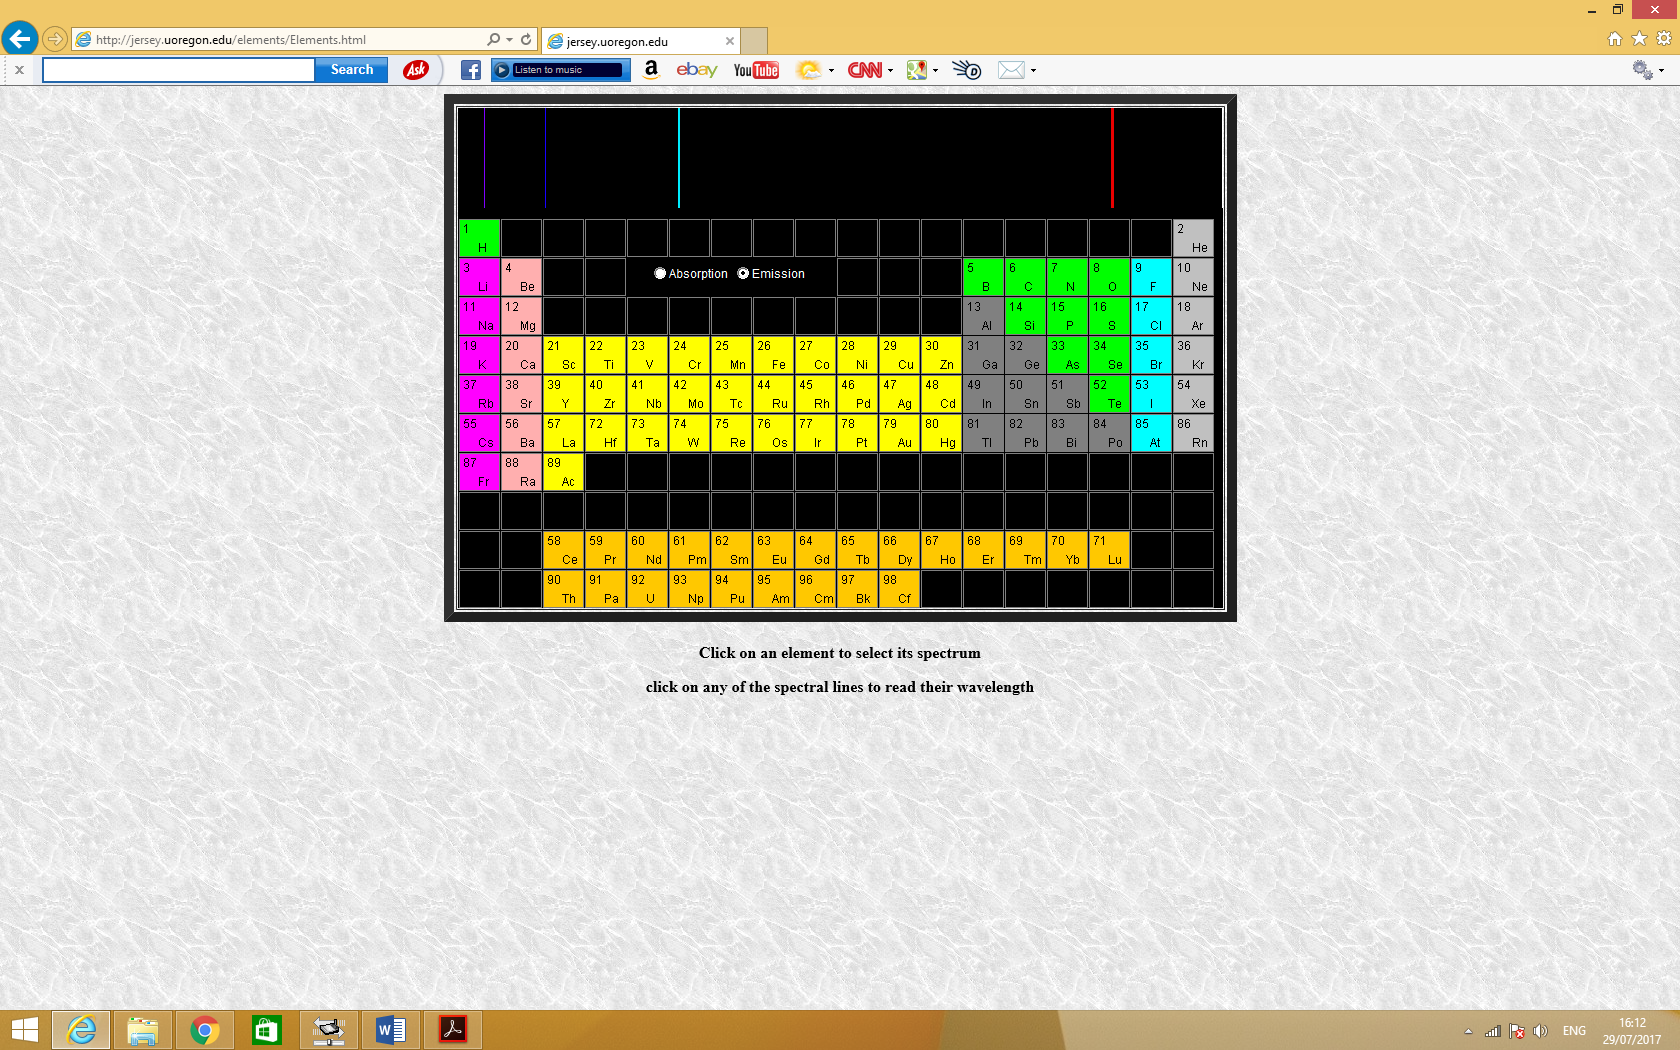 http://jersey.uoregon.edu/elements/Elements.html
jersey.uoregon.edu
Search
Ask
Listen to music
a
ebay
YouTube
CNN
1 H
2 He
3 Li
4 Be
Absorption Emission
5 B
6 C
7 N
8 O
9 F
10 Ne
11 Na
12 Mg
13 Al
14 Si
15 P
16 S
17 Cl
18 Ar
19 K
20 Ca
21 Sc
22 Ti
23 V
24 Cr
25 Mn
26 Fe
27 Co
28 Ni
29 Cu
30 Zn
31 Ga
32 Ge
33 As
34 Se
35 Br
36 Kr
37 Rb
38 Sr
39 Y
40 Zr
41 Nb
42 Mo
43 Tc
44 Ru
45 Rh
46 Pd
47 Ag
48 Cd
49 In
50 Sn
51 Sb
52 Te
53 I
54 Xe
55 Cs
56 Ba
57 La
72 Hf
73 Ta
74 W
75 Re
76 Os
77 Ir
78 Pt
79 Au
80 Hg
81 Tl
82 Pb
83 Bi
84 Po
85 At
86 Rn
87 Fr
88 Ra
89 Ac
58 Ce
59 Pr
60 Nd
61 Pm
62 Sm
63 Eu
64 Gd
65 Tb
66 Dy
67 Ho
68 Er
69 Tm
70 Yb
71 Lu
90 Th
91 Pa
92 U
93 Np
94 Pu
95 Am
96 Cm
97 Bk
98 Cf
Click on an element to select its spectrum
click on any of the spectral lines to read their wavelength
ENG
16:12
29/07/2017